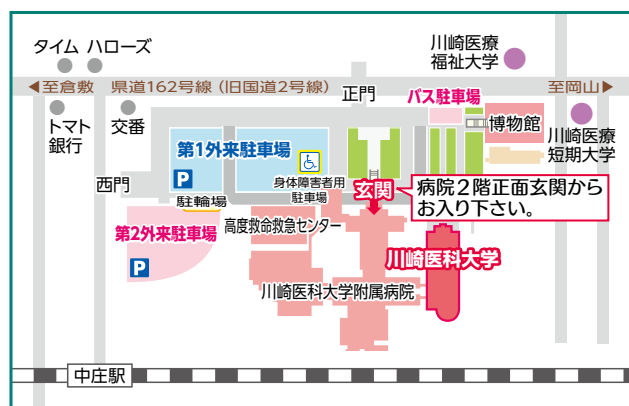 タイム ハローズ
川崎医療
福祉大学
◀至倉敷 県道162号線(旧国道2号線)
至岡山▶
正門
バス駐車場
トマト
銀行
交番
博物館
川崎医療
短期大学
第1外来駐車場
P
身体障害者用
駐車場
西門
駐輪場
玄関
病院2階正面玄関から
お入り下さい。
高度救命救急センター
第2外来駐車場
P
川崎医科大学
川崎医科大学附属病院
中庄駅